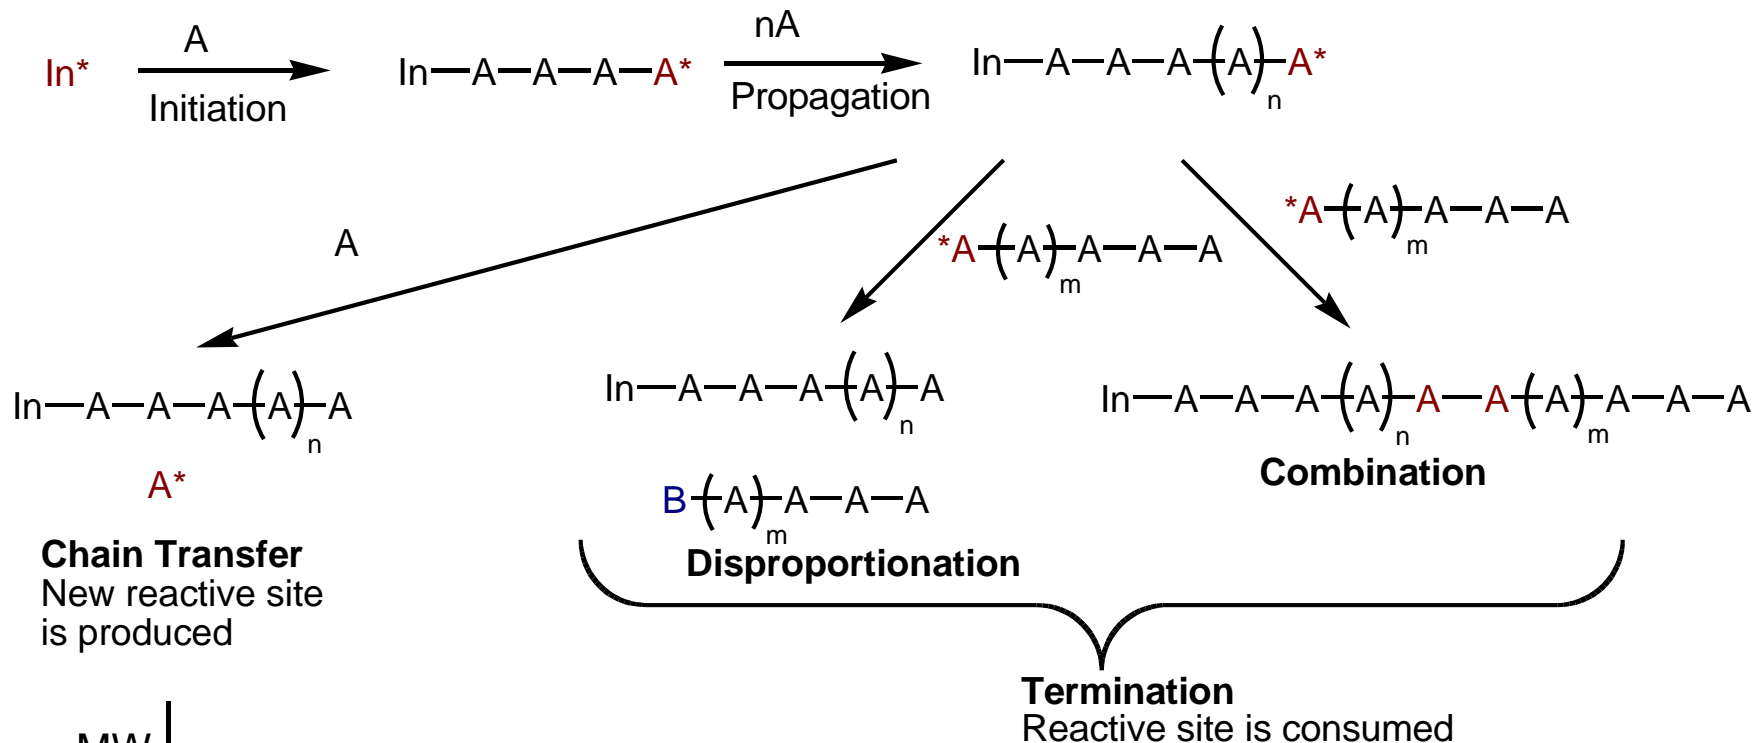 In* A Initiation In—A—A—A—A* nA Propagation In—A—A—A—(A)n—A*
A
*A—(A)m—A—A—A
*A—(A)m—A—A—A
In—A—A—A—(A)n—A
A*
Chain Transfer
New reactive site
is produced
In—A—A—A—(A)n—A
B—(A)m—A—A—A
Disproportionation
In—A—A—A—(A)n—A—A—(A)m—A—A—A
Combination
Termination
Reactive site is consumed
MW